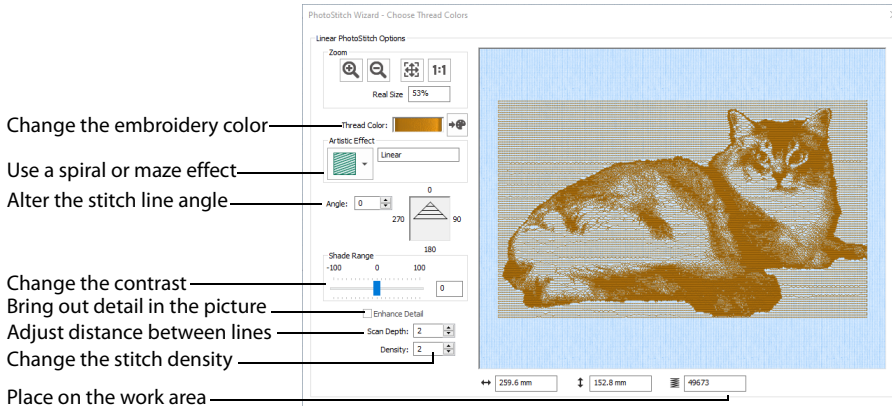 PhotoStitch Wizard - Choose Thread Colors
Linear PhotoStitch Options
Zoom
1:1
Real Size 53%
Change the embroidery color
Thread Color:
Artistic Effect
Linear
Use a spiral or maze effect
Alter the stitch line angle
Angle: 0
0
270
90
180
Shade Range
-100 0 100
Change the contrast
0
Bring out detail in the picture
Enhance Detail
Adjust distance between lines
Scan Depth: 2
Change the stitch density
Density: 2
Place on the work area
259.6 mm
152.8 mm
49673